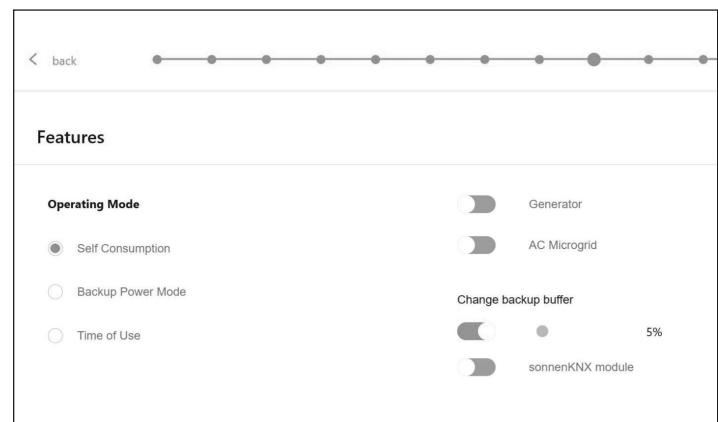 back
Features
Operating Mode
Self Consumption
Backup Power Mode
Time of Use
Generator
AC Microgrid
Change backup buffer
5%
sonnenKNX module